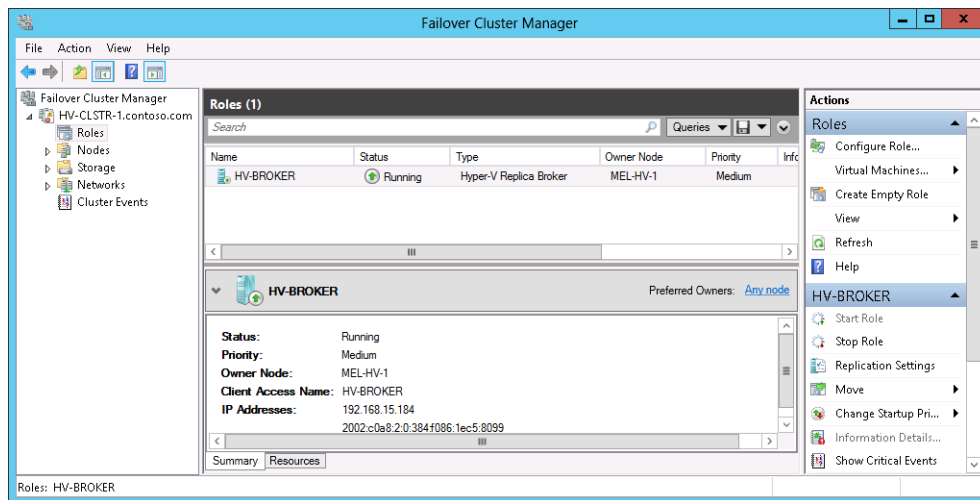 Failover Cluster Manager
File Action View Help
Failover Cluster Manager
HV-CLSTR-1.contoso.com
Roles
Nodes
Storage
Networks
Cluster Events
Roles (1)
Search
Queries
Name Status Type Owner Node Priority Info
HV-BROKER Running Hyper-V Replica Broker MEL-HV-1 Medium
HV-BROKER Preferred Owners: Any node
Status: Running
Priority: Medium
Owner Node: MEL-HV-1
Client Access Name: HV-BROKER
IP Addresses: 192.168.15.184
2002:c0a8:2:0:384:f086:1ec5:8099
Summary Resources
Actions
Roles
Configure Role...
Virtual Machines...
Create Empty Role
View
Refresh
Help
HV-BROKER
Start Role
Stop Role
Replication Settings
Move
Change Startup Pri...
Information Details...
Show Critical Events
Roles: HV-BROKER